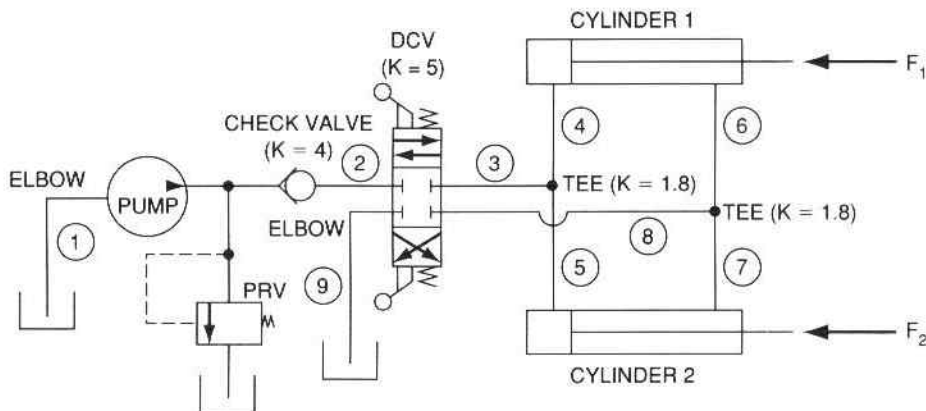 CYLINDER 1
DCV
(K = 5)
F1
CHECK VALVE
(K = 4)
4
6
2
3
ELBOW
PUMP
TEE (K = 1.8)
ELBOW
TEE (K = 1.8)
1
8
9
5
7
PRV
F2
CYLINDER 2